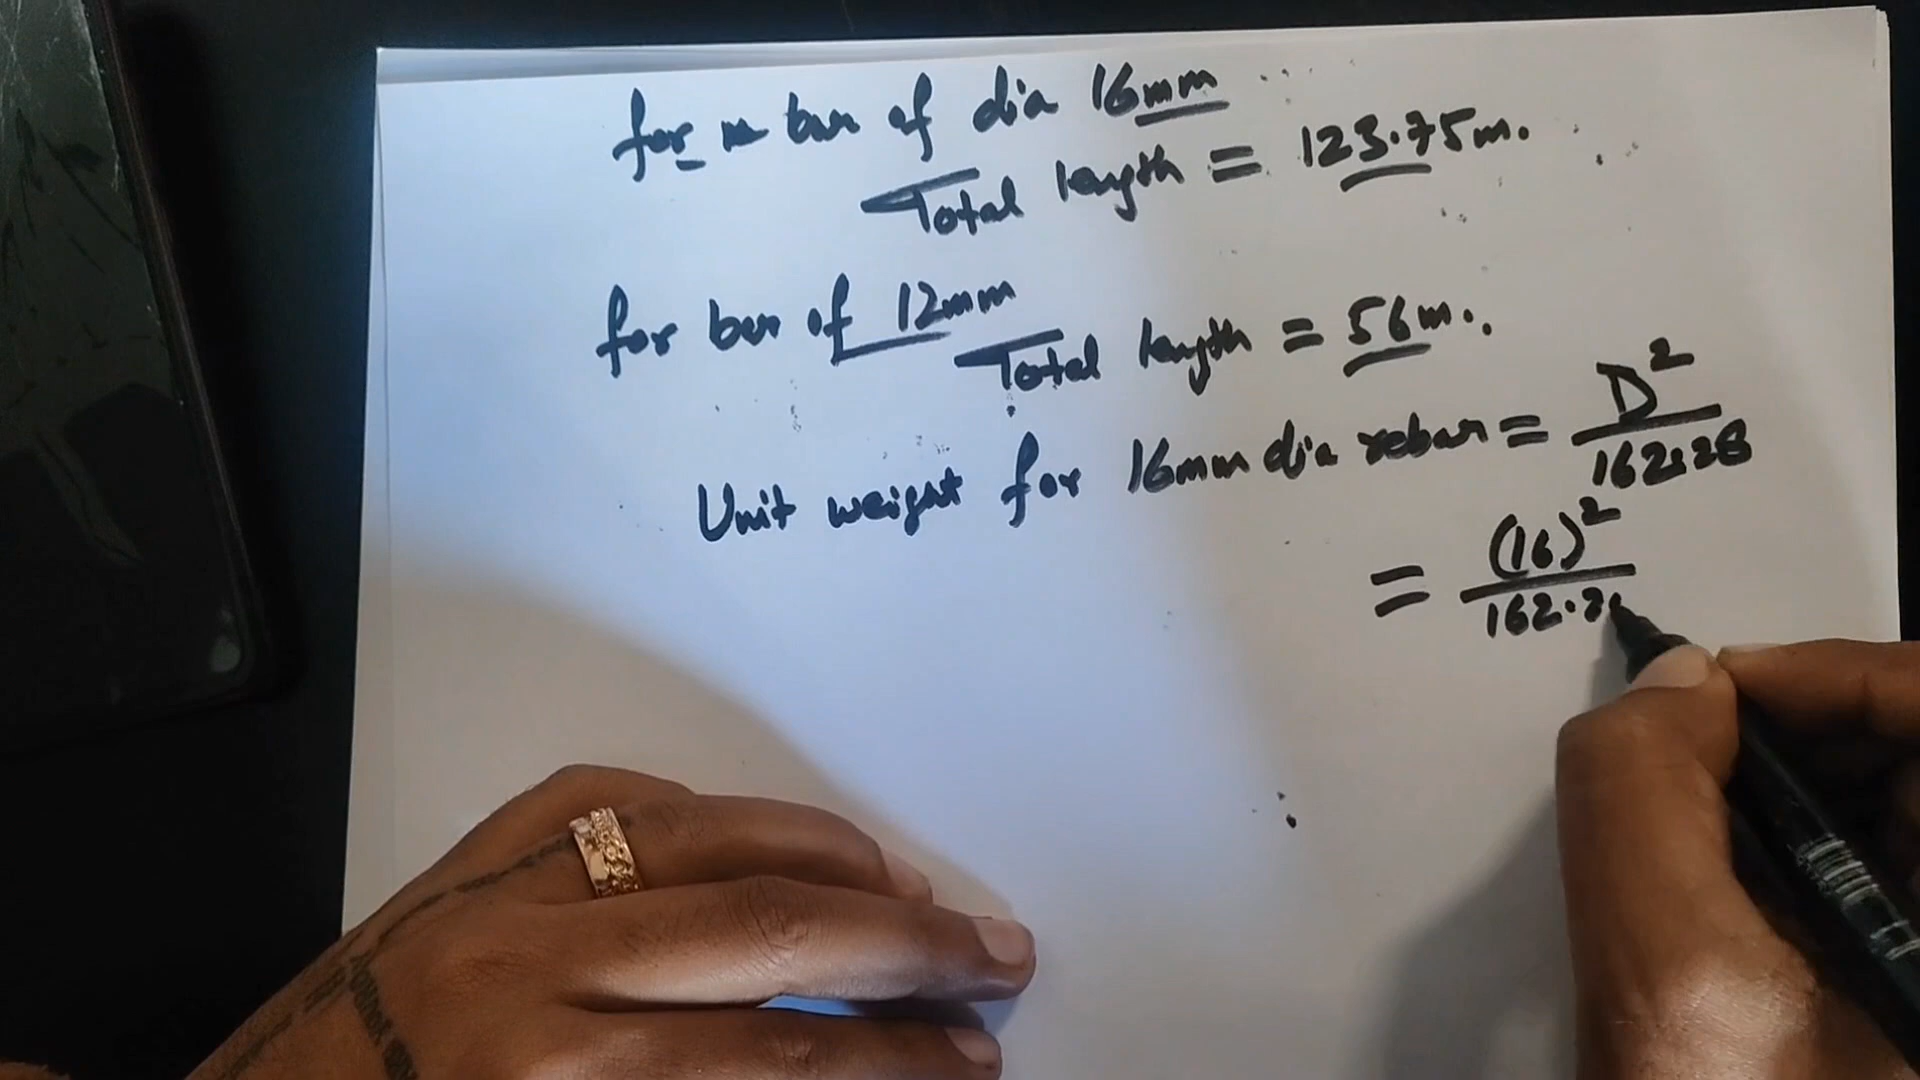 for bar of dia 16mm
Total length = 123.75m.
for bar of 12mm
Total length = 56m.
Unit weight for 16mm dia rebar = D²/162.28
= (16)²/162.2